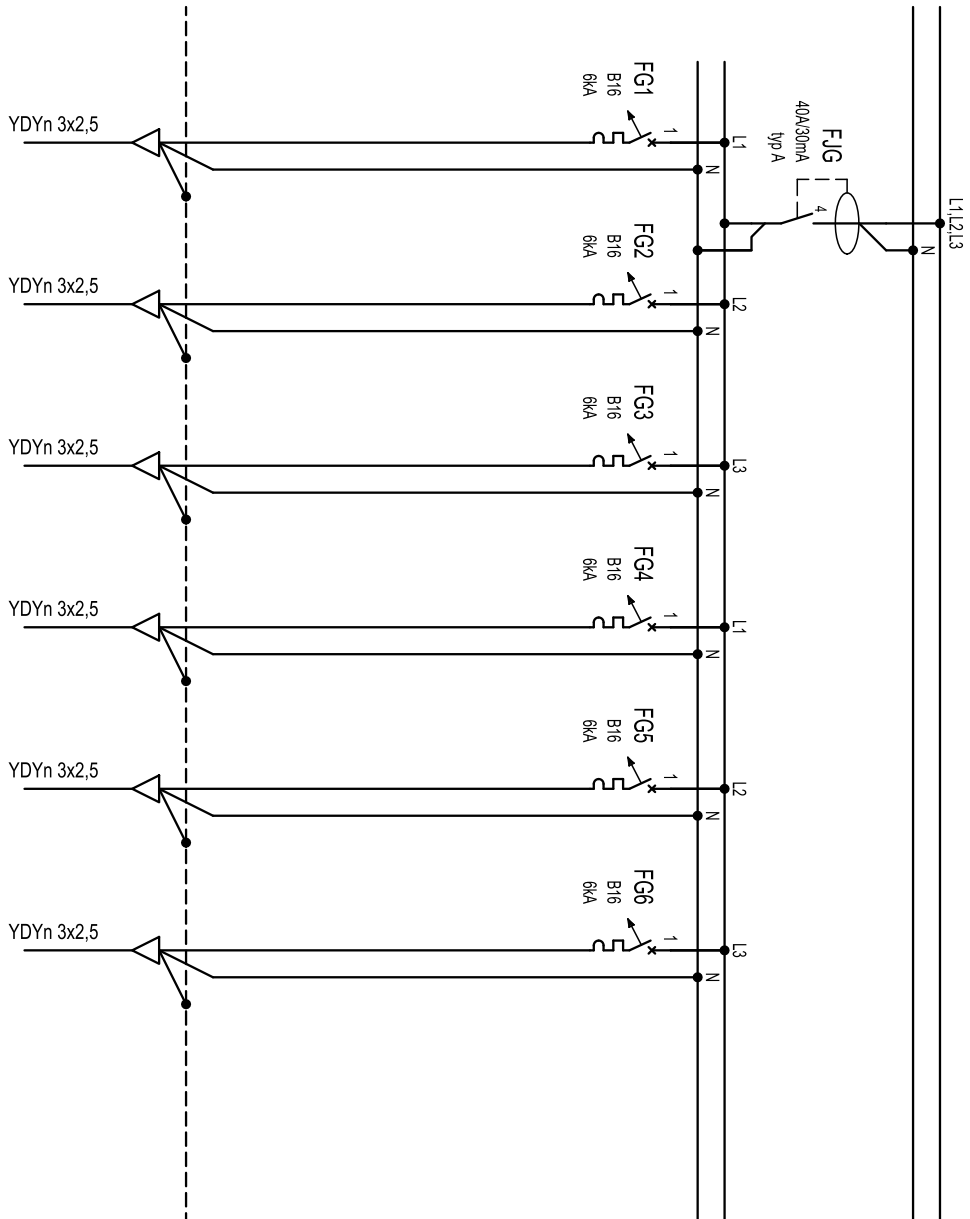 L1,L2,L3
N
FJG
40A/30mA
typ A
4
FG1
B16
6kA
1
L1
N
YDYn 3x2,5
FG2
B16
6kA
1
L2
N
YDYn 3x2,5
FG3
B16
6kA
1
L3
N
YDYn 3x2,5
FG4
B16
6kA
1
L1
N
YDYn 3x2,5
FG5
B16
6kA
1
L2
N
YDYn 3x2,5
FG6
B16
6kA
1
L3
N
YDYn 3x2,5